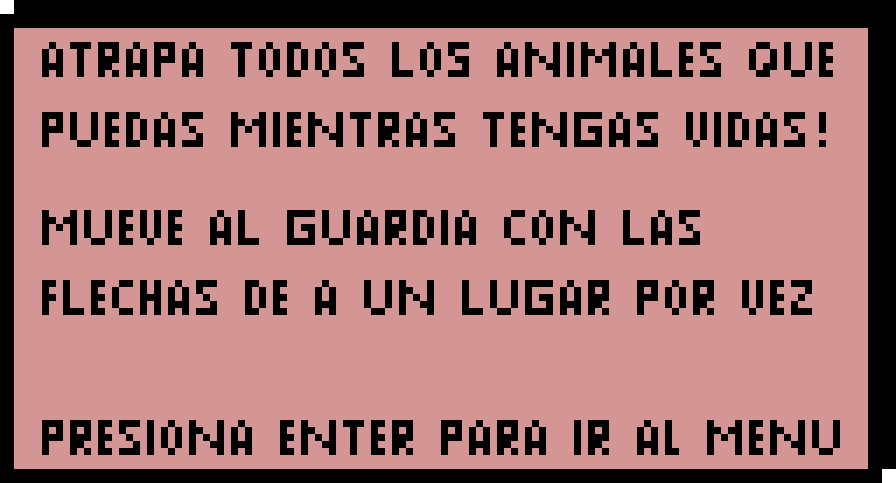 ATRAPA TODOS LOS ANIMALES QUE
PUEDAS MIENTRAS TENGAS VIDAS!
MUEVE AL GUARDIA CON LAS
FLECHAS DE A UN LUGAR POR VEZ
PRESIONA ENTER PARA IR AL MENU